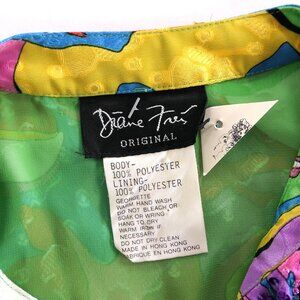 Diane Freis
ORIGINAL
BODY-
100% POLYESTER
LINING-
100% POLYESTER
GEORGETTE
WARM HAND WASH
DO NOT BLEACH OR
SOAK OR WRING
HANG TO DRY
WARM IRON IF
NECESSARY
DO NOT DRY CLEAN
MADE IN HONG KONG
FABRIQUE EN HONG KONG